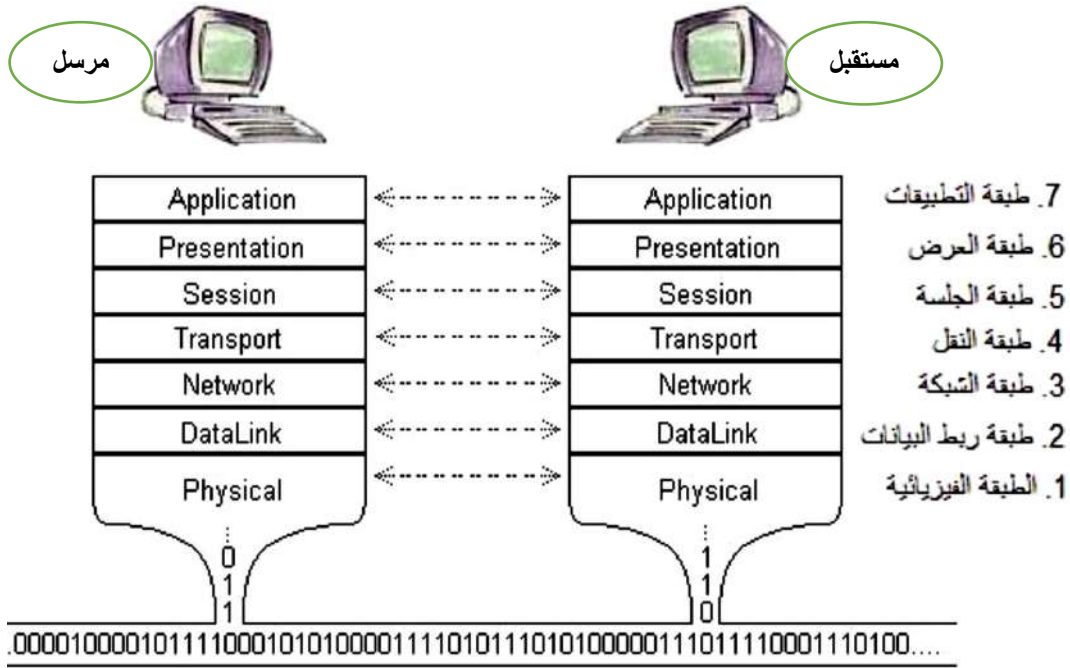 مرسل
مستقبل
Application Application 7. طبقة التطبيقات
Presentation Presentation 6. طبقة العرض
Session Session 5. طبقة الجلسة
Transport Transport 4. طبقة النقل
Network Network 3. طبقة الشبكة
DataLink DataLink 2. طبقة ربط البيانات
Physical Physical 1. الطبقة الفيزيائية
0 1
1 1
1 0
.0000100000101111000101010000011110101110101000000111011110001110100....